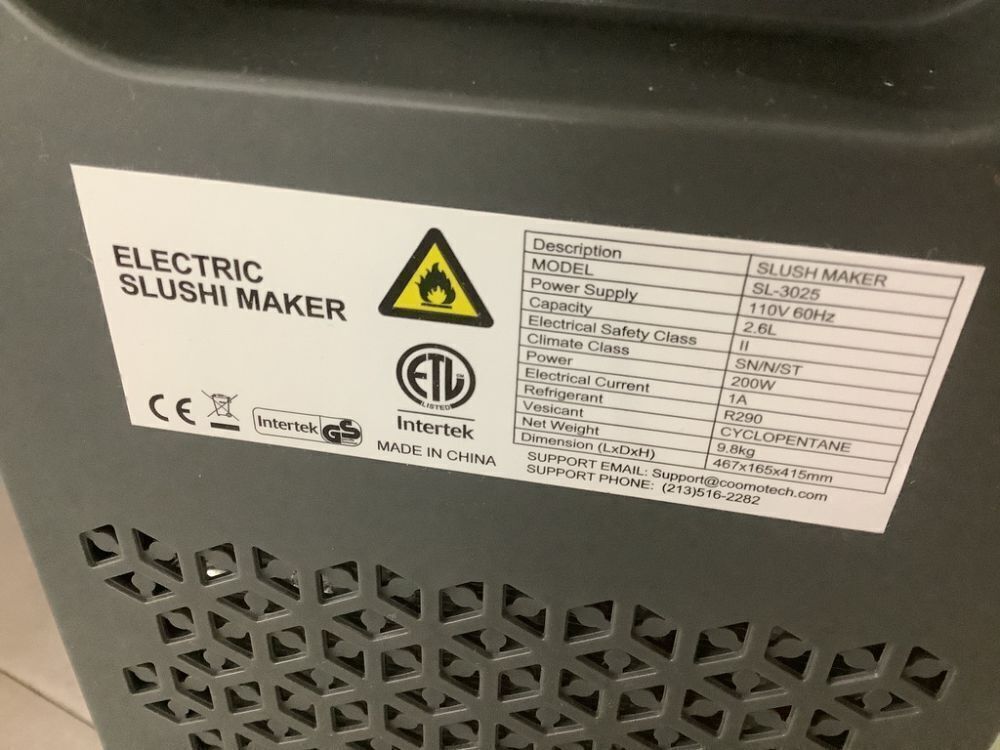 ELECTRIC
SLUSHI MAKER
CE
Intertek GS
ETL
LISTED
Intertek
MADE IN CHINA
Description SLUSH MAKER
MODEL SL-3025
Power Supply 110V 60Hz
Capacity 2.6L
Electrical Safety Class II
Climate Class SN/N/ST
Power 200W
Electrical Current 1A
Refrigerant R290
Vesicant CYCLOPENTANE
Net Weight 9.8kg
Dimension (LxDxH) 467x165x415mm
SUPPORT EMAIL: Support@coomotech.com
SUPPORT PHONE: (213)516-2282